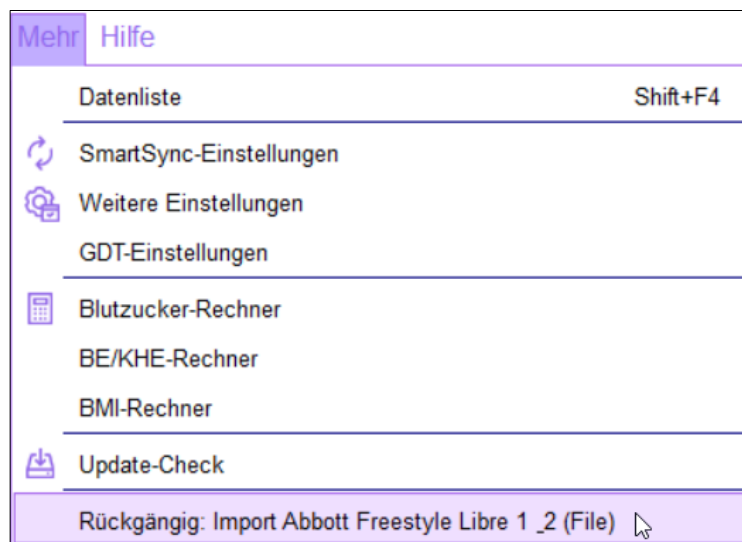 Mehr Hilfe
Datenliste Shift+F4
SmartSync-Einstellungen
Weitere Einstellungen
GDT-Einstellungen
Blutzucker-Rechner
BE/KHE-Rechner
BMI-Rechner
Update-Check
Rückgängig: Import Abbott Freestyle Libre 1 _2 (File)